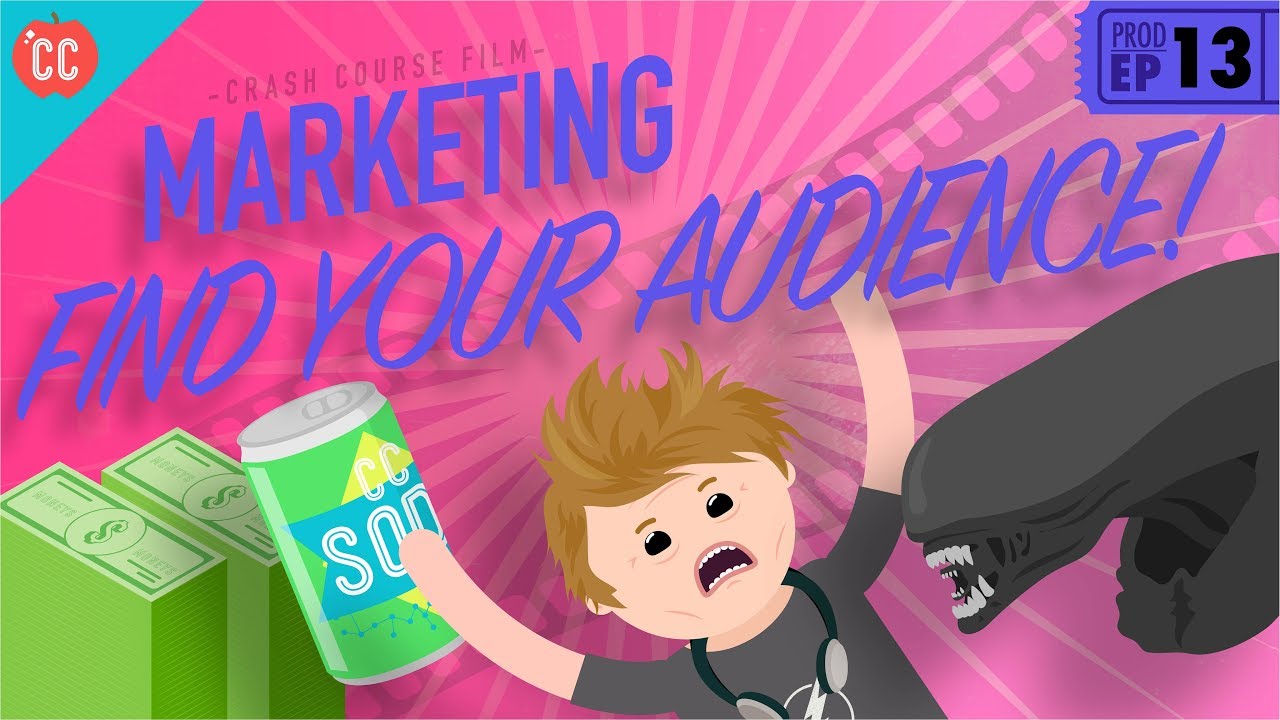 CC
-CRASH COURSE FILM-
MARKETING
FIND YOUR AUDIENCE!
PROD
EP 13
MONEYS
MONEYS
MONEYS
MONEYS
CC
SOD